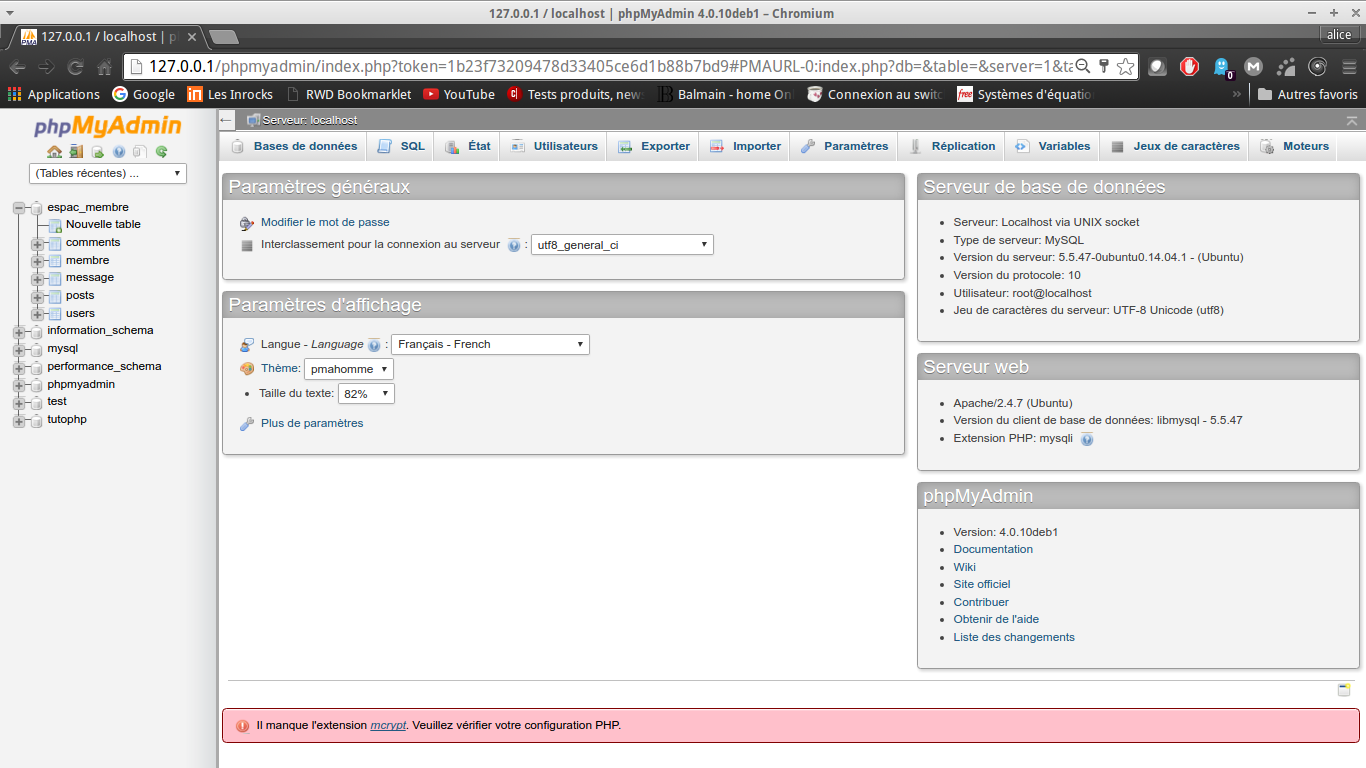 127.0.0.1 / localhost | phpMyAdmin 4.0.10deb1 – Chromium
127.0.0.1 / localhost | p
alice
127.0.0.1/phpmyadmin/index.php?token=1b23f73209478d33405ce6d1b88b7bd9#PMAURL-0:index.php?db=&table=&server=1&ta
0
Applications Google Les Inrocks RWD Bookmarklet YouTube Tests produits, new Balmain - home On Connexion au swit Systèmes d'équatio » Autres favoris
phpMyAdmin
(Tables récentes) ...
espac_membre
Nouvelle table
comments
membre
message
posts
users
information_schema
mysql
performance_schema
phpmyadmin
test
tutophp
Serveur: localhost
Bases de données SQL État Utilisateurs Exporter Importer Paramètres Réplication Variables Jeux de caractères Moteurs
Paramètres généraux
Modifier le mot de passe
Interclassement pour la connexion au serveur : utf8_general_ci
Paramètres d'affichage
Langue - Language : Français - French
Thème: pmahomme
• Taille du texte: 82%
Plus de paramètres
Serveur de base de données
• Serveur: Localhost via UNIX socket
• Type de serveur: MySQL
• Version du serveur: 5.5.47-0ubuntu0.14.04.1 - (Ubuntu)
• Version du protocole: 10
• Utilisateur: root@localhost
• Jeu de caractères du serveur: UTF-8 Unicode (utf8)
Serveur web
• Apache/2.4.7 (Ubuntu)
• Version du client de base de données: libmysql - 5.5.47
• Extension PHP: mysqli
phpMyAdmin
• Version: 4.0.10deb1
• Documentation
• Wiki
• Site officiel
• Contribuer
• Obtenir de l'aide
• Liste des changements
Il manque l'extension mcrypt. Veuillez vérifier votre configuration PHP.